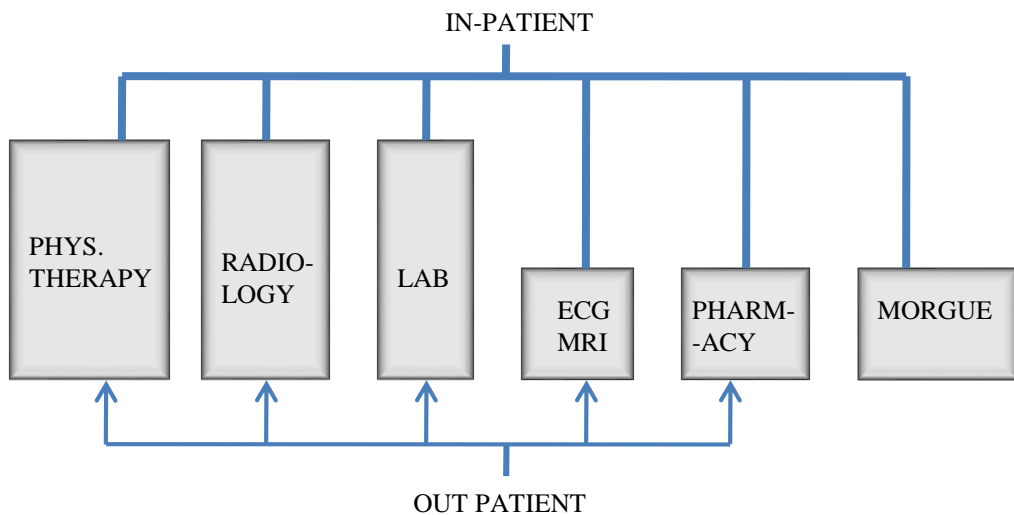 IN-PATIENT
PHYS.
THERAPY
RADIO-
LOGY
LAB
ECG
MRI
PHARM-
-ACY
MORGUE
OUT PATIENT